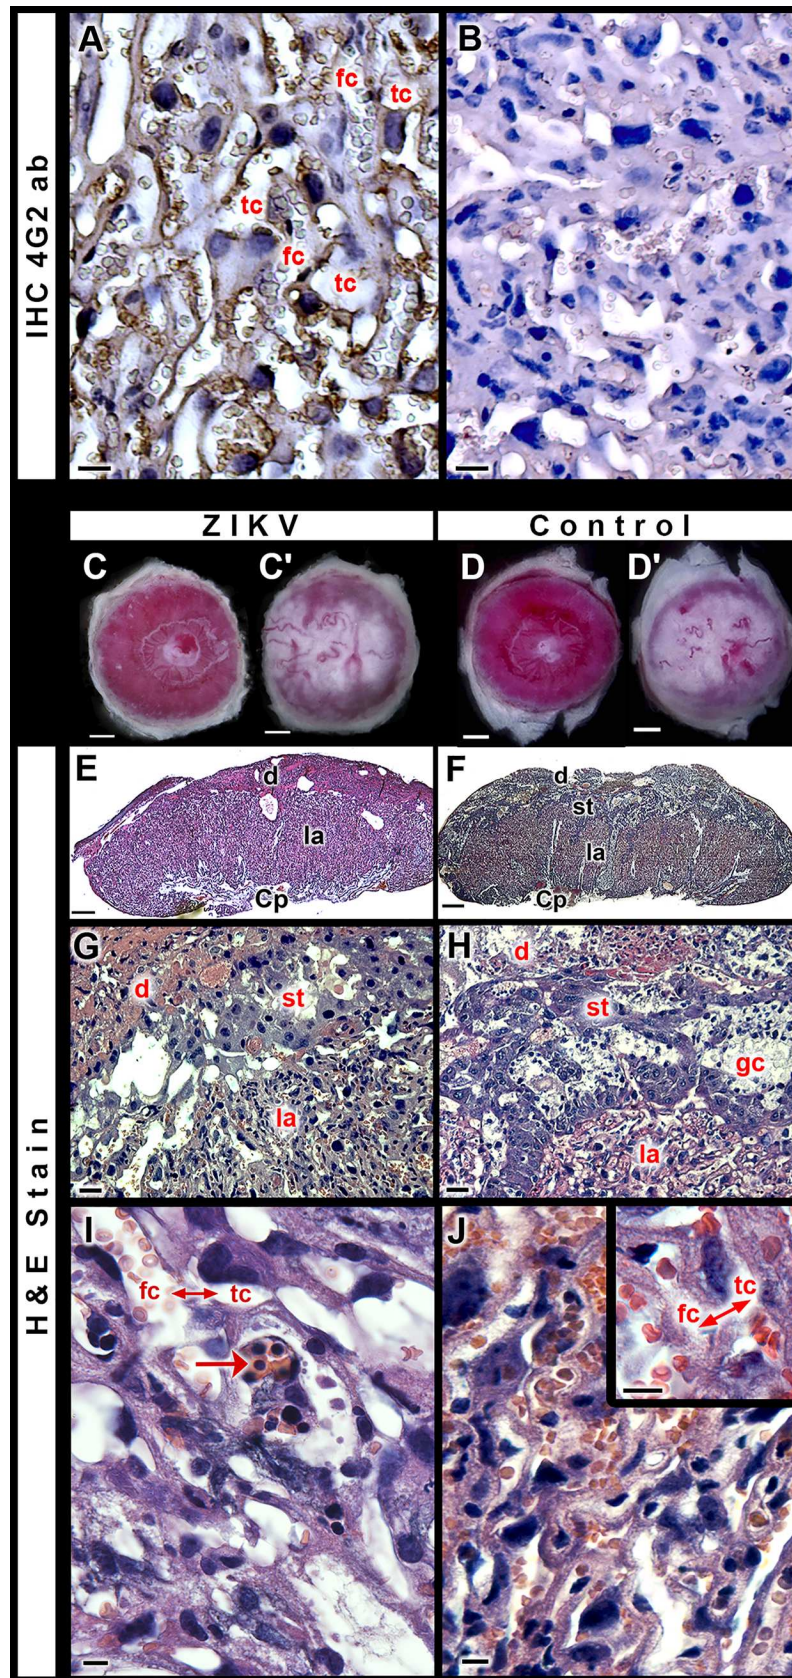 IHC 4G2 ab
A
fc
tc
tc
fc
tc
B
ZIKV
Control
C
C'
D
D'
H&E Stain
E
d
la
Cp
F
d
st
la
Cp
G
d
st
la
H
d
st
gc
la
I
fc
tc
J
tc
fc